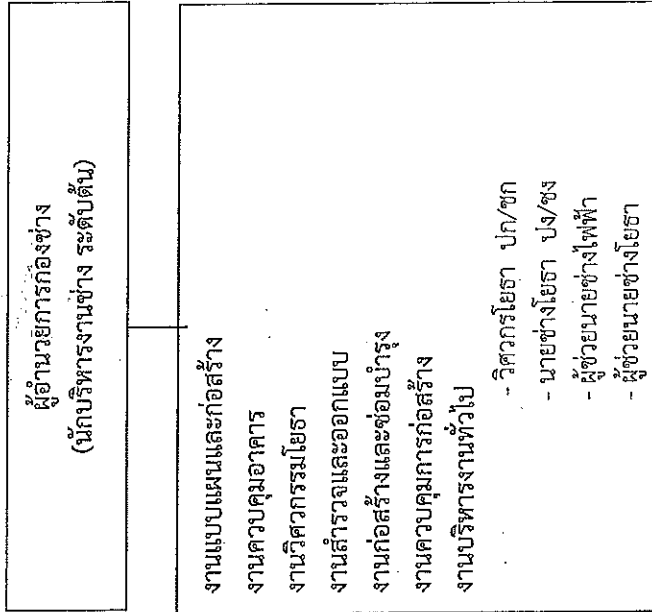 ผู้อำนวยการกองช่าง
(นักบริหารงานช่าง ระดับต้น)
งานแบบแผนและก่อสร้าง
งานควบคุมอาคาร
งานวิศวกรรมโยธา
งานสำรวจและออกแบบ
งานก่อสร้างและซ่อมบำรุง
งานควบคุมการก่อสร้าง
งานบริหารงานทั่วไป
- วิศวกรโยธา ปก/ชก
- นายช่างโยธา ปง/ชง
- ผู้ช่วยนายช่างไฟฟ้า
- ผู้ช่วยนายช่างโยธา